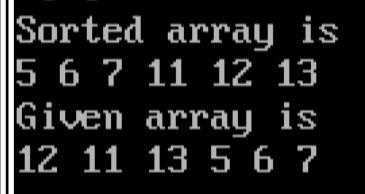 Sorted array is
5 6 7 11 12 13
Given array is
12 11 13 5 6 7